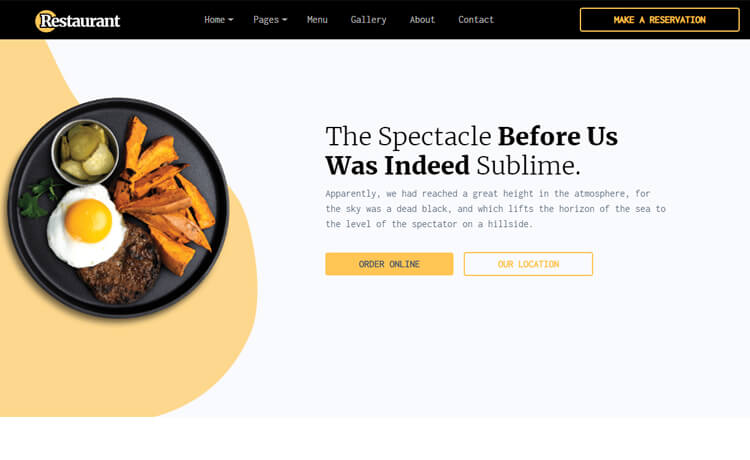 Restaurant
Home Pages Menu Gallery About Contact
MAKE A RESERVATION
The Spectacle Before Us
Was Indeed Sublime.
Apparently, we had reached a great height in the atmosphere, for
the sky was a dead black, and which lifts the horizon of the sea to
the level of the spectator on a hillside.
ORDER ONLINE
OUR LOCATION